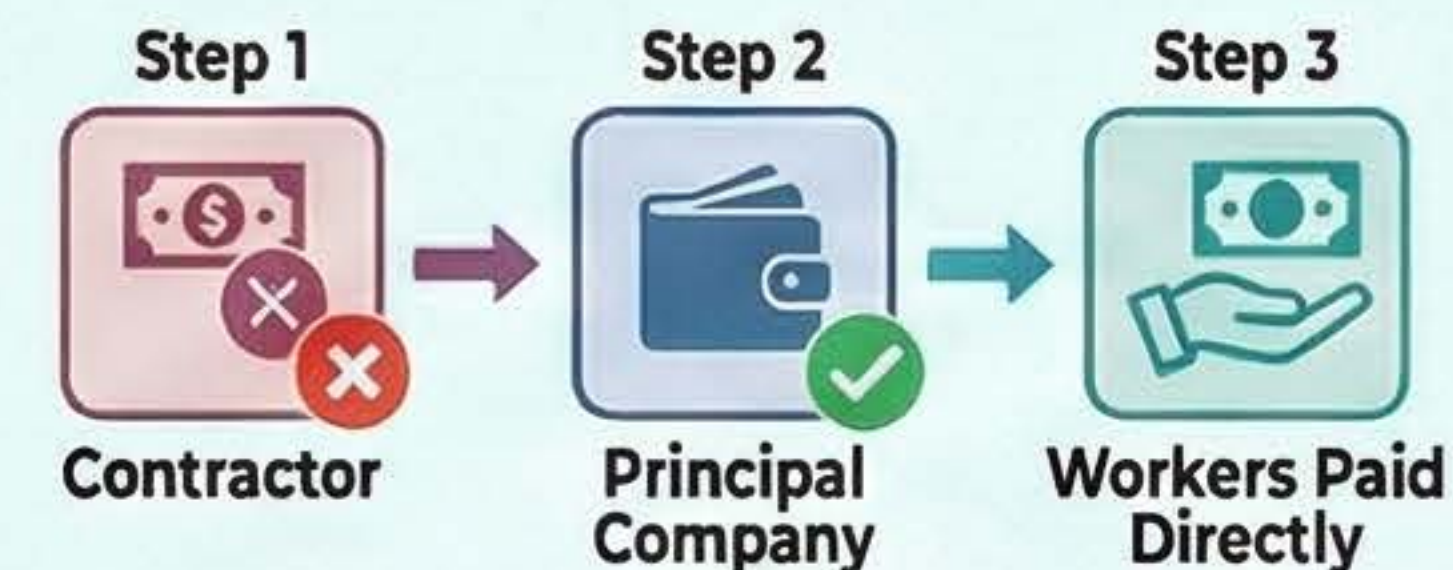 Step 1
Step 2
Step 3
$
Contractor
Principal
Company
Workers Paid
Directly